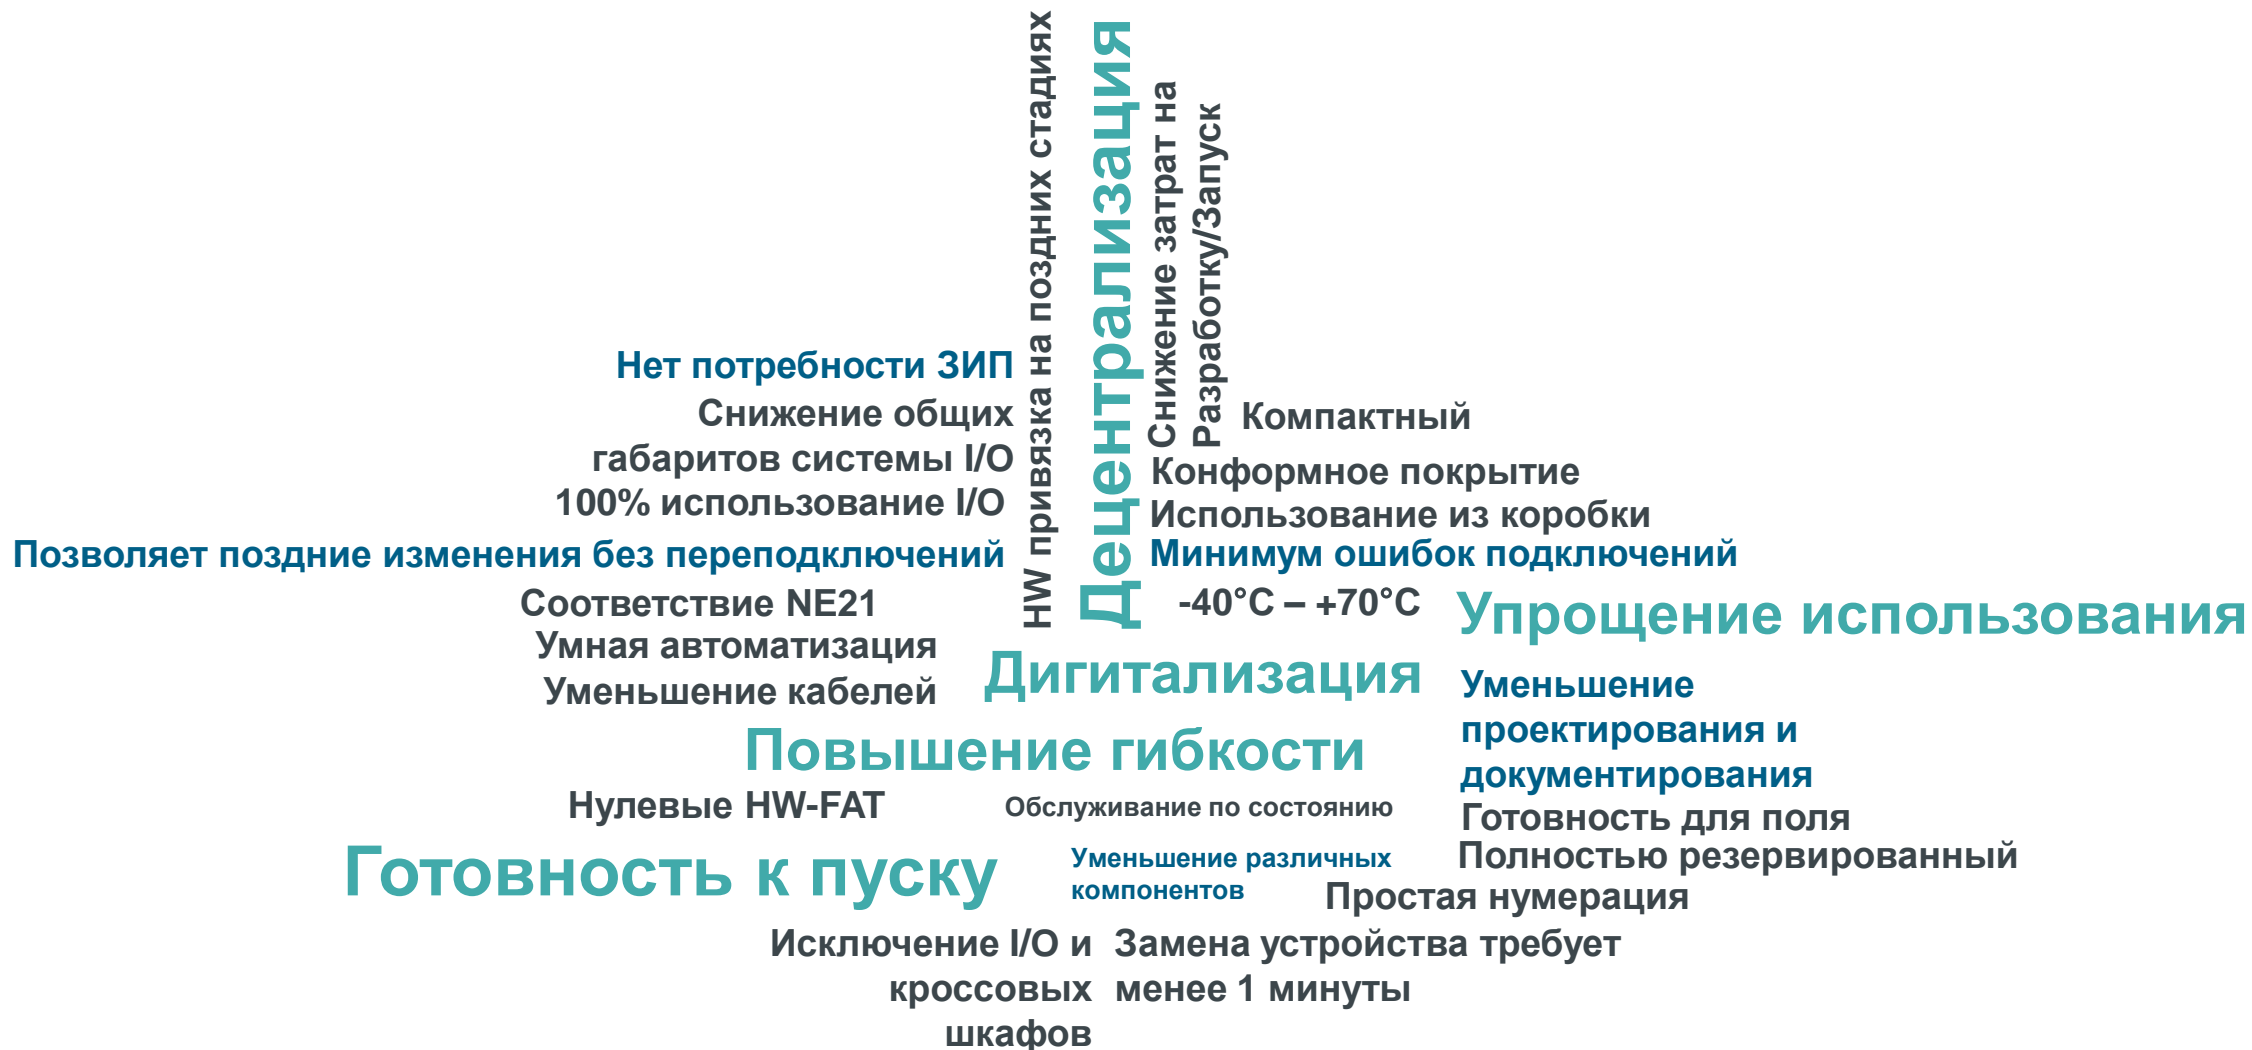 HW привязка на поздних стадиях
Децентрализация
Снижение затрат на
Разработку/Запуск
Нет потребности ЗИП
Снижение общих
габаритов системы I/O
100% использование I/O
Позволяет поздние изменения без переподключений
Соответствие NE21
Умная автоматизация
Уменьшение кабелей
Компактный
Конформное покрытие
Использование из коробки
Минимум ошибок подключений
-40°C – +70°C
Упрощение использования
Дигитализация
Уменьшение
проектирования и
документирования
Повышение гибкости
Нулевые HW-FAT
Обслуживание по состоянию
Готовность для поля
Полностью резервированный
Готовность к пуску
Уменьшение различных
компонентов
Простая нумерация
Исключение I/O и
кроссовых
шкафов
Замена устройства требует
менее 1 минуты